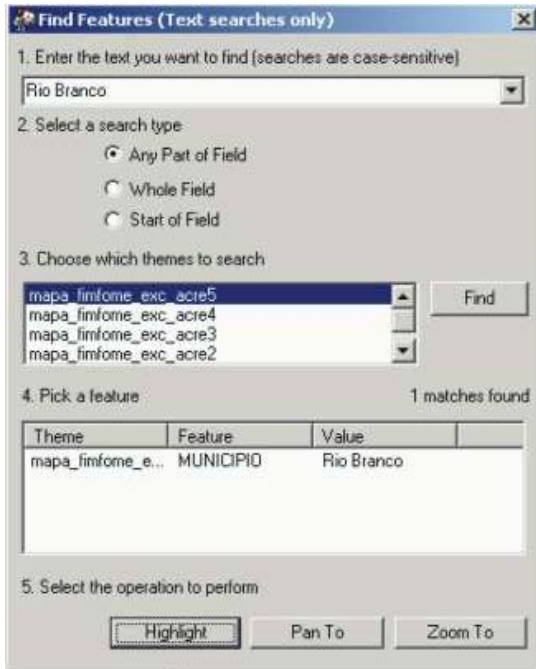 Find Features (Text searches only)
1. Enter the text you want to find (searches are case-sensitive)
Rio Branco
2. Select a search type
Any Part of Field
Whole Field
Start of Field
3. Choose which themes to search
mapa_fimfome_exc_acre5
mapa_fimfome_exc_acre4
mapa_fimfome_exc_acre3
mapa_fimfome_exc_acre2
Find
4. Pick a feature 1 matches found
Theme Feature Value
mapa_fimfome_e... MUNICIPIO Rio Branco
5. Select the operation to perform
Highlight Pan To Zoom To